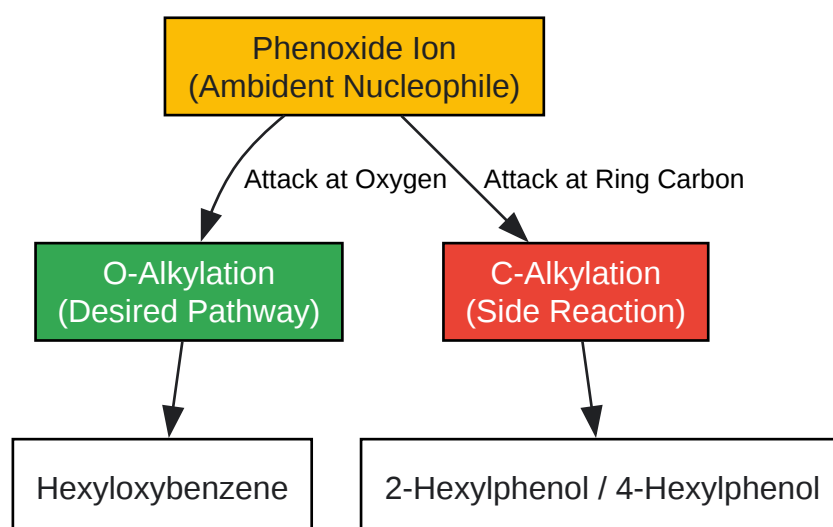 Phenoxide Ion
(Ambident Nucleophile)
Attack at Oxygen
Attack at Ring Carbon
O-Alkylation
(Desired Pathway)
C-Alkylation
(Side Reaction)
Hexyloxybenzene
2-Hexylphenol / 4-Hexylphenol